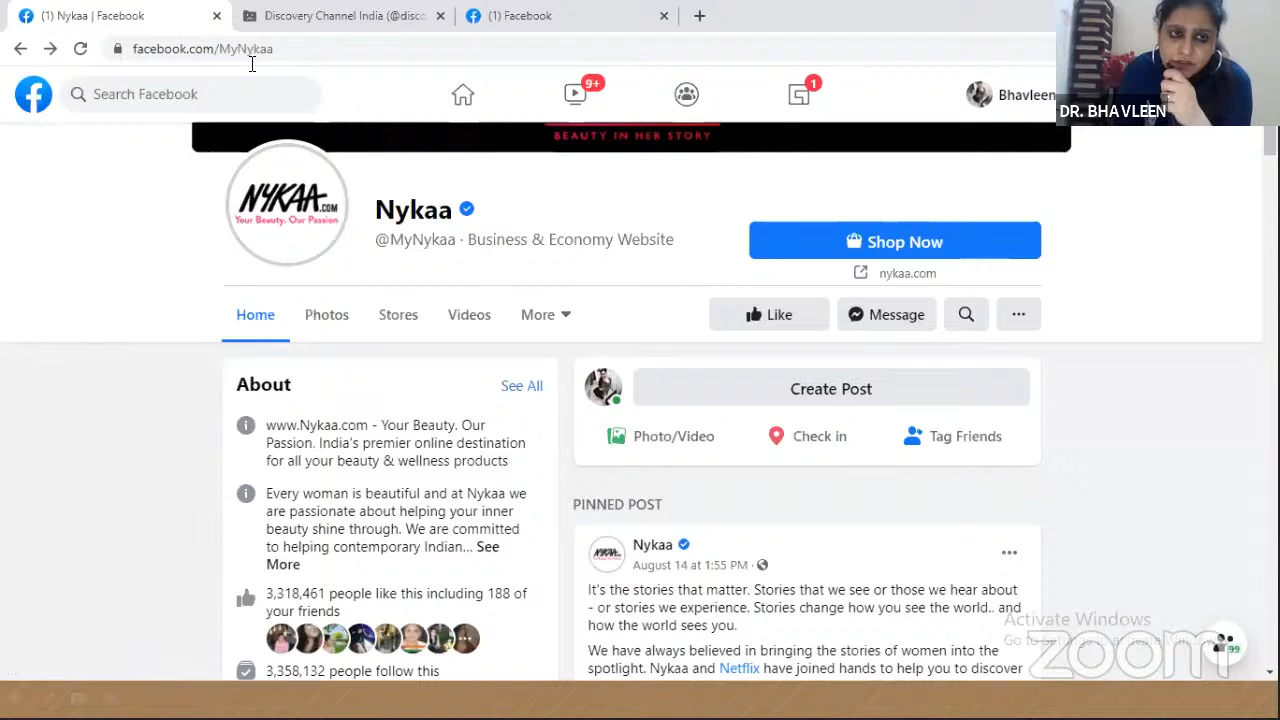 (1) Nykaa | Facebook
Discovery Channel India (@disco
(1) Facebook
facebook.com/MyNykaa
Search Facebook
9+
1
Bhavleen
DR. BHAVLEEN
BEAUTY IN HER STORY
NYKAA.COM
Your Beauty. Our Passion
Nykaa
@MyNykaa · Business & Economy Website
Shop Now
nykaa.com
Home
Photos
Stores
Videos
More
Like
Message
About
See All
www.Nykaa.com - Your Beauty. Our
Passion. India's premier online destination
for all your beauty & wellness products
Every woman is beautiful and at Nykaa we
are passionate about helping your inner
beauty shine through. We are committed
to helping contemporary Indian... See
More
3,318,461 people like this including 188 of
your friends
3,358,132 people follow this
Create Post
Photo/Video
Check in
Tag Friends
PINNED POST
NYKAA
Nykaa
August 14 at 1:55 PM ·
It's the stories that matter. Stories that we see or those we hear about
- or stories we experience. Stories change how you see the world.. and
how the world sees you.
We have always believed in bringing the stories of women into the
spotlight. Nykaa and Netflix have joined hands to help you to discover
Activate Windows
Go to Settings to activate Windows.
zoom
99